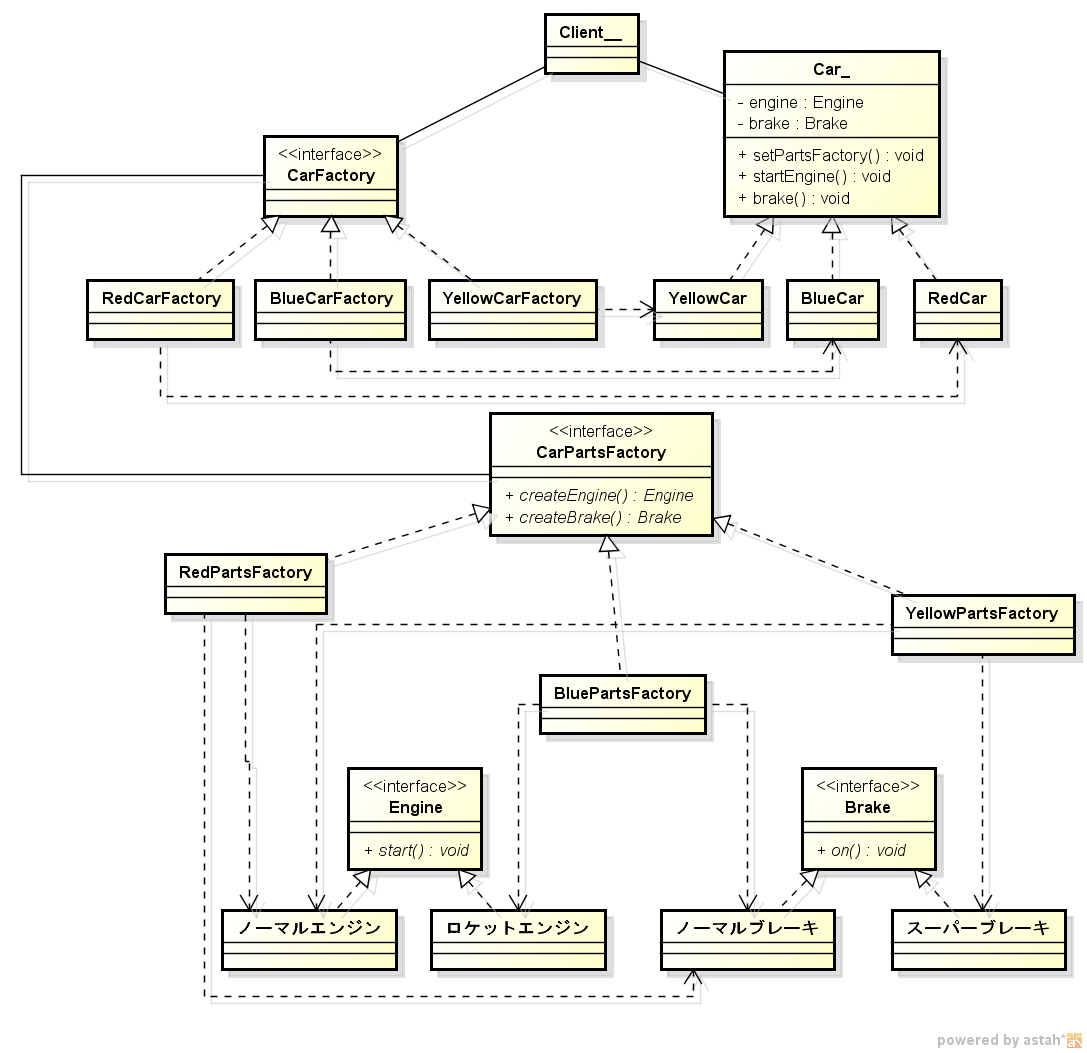 Client__
Car_
- engine : Engine
- brake : Brake
+ setPartsFactory() : void
+ startEngine() : void
+ brake() : void
<<interface>>
CarFactory
RedCarFactory
BlueCarFactory
YellowCarFactory
YellowCar
BlueCar
RedCar
<<interface>>
CarPartsFactory
+ createEngine() : Engine
+ createBrake() : Brake
RedPartsFactory
YellowPartsFactory
BluePartsFactory
<<interface>>
Engine
+ start() : void
<<interface>>
Brake
+ on() : void
ノーマルエンジン
ロケットエンジン
ノーマルブレーキ
スーパーブレーキ
powered by astah*